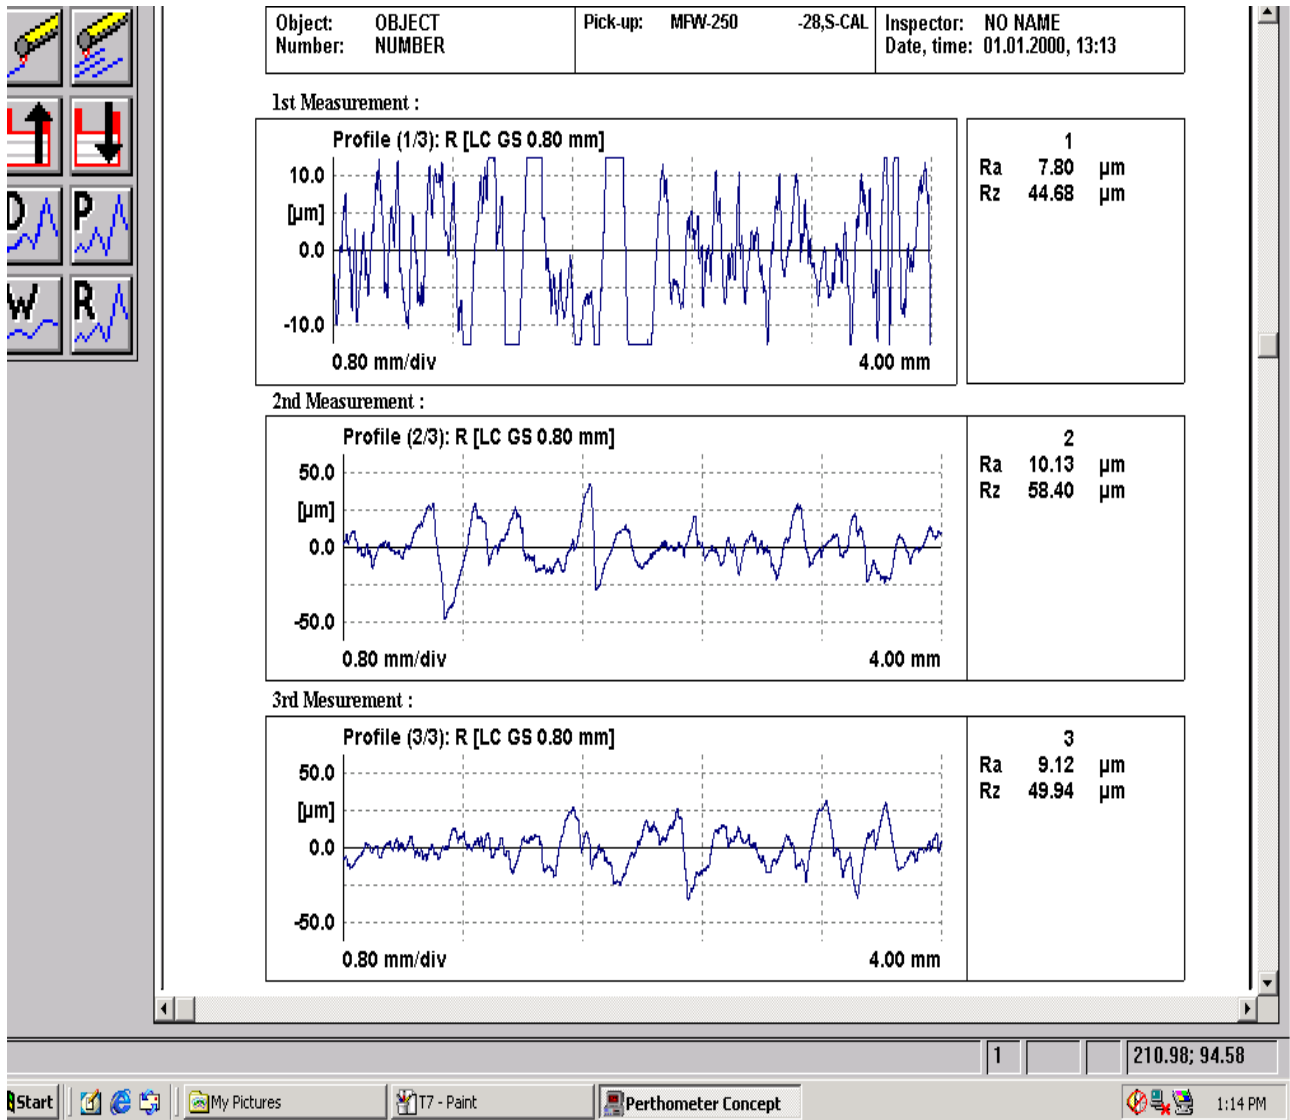 Object: OBJECT Pick-up: MFW-250 -28,S-CAL Inspector: NO NAME
Number: NUMBER Date, time: 01.01.2000, 13:13
1st Measurement :
Profile (1/3): R [LC GS 0.80 mm]
10.0
[µm]
0.0
-10.0
0.80 mm/div 4.00 mm
1
Ra 7.80 µm
Rz 44.68 µm
2nd Measurement :
Profile (2/3): R [LC GS 0.80 mm]
50.0
[µm]
0.0
-50.0
0.80 mm/div 4.00 mm
2
Ra 10.13 µm
Rz 58.40 µm
3rd Mesurement :
Profile (3/3): R [LC GS 0.80 mm]
50.0
[µm]
0.0
-50.0
0.80 mm/div 4.00 mm
3
Ra 9.12 µm
Rz 49.94 µm
P
W R
1 210.98; 94.58
Start My Pictures T7 - Paint Perthometer Concept 1:14 PM